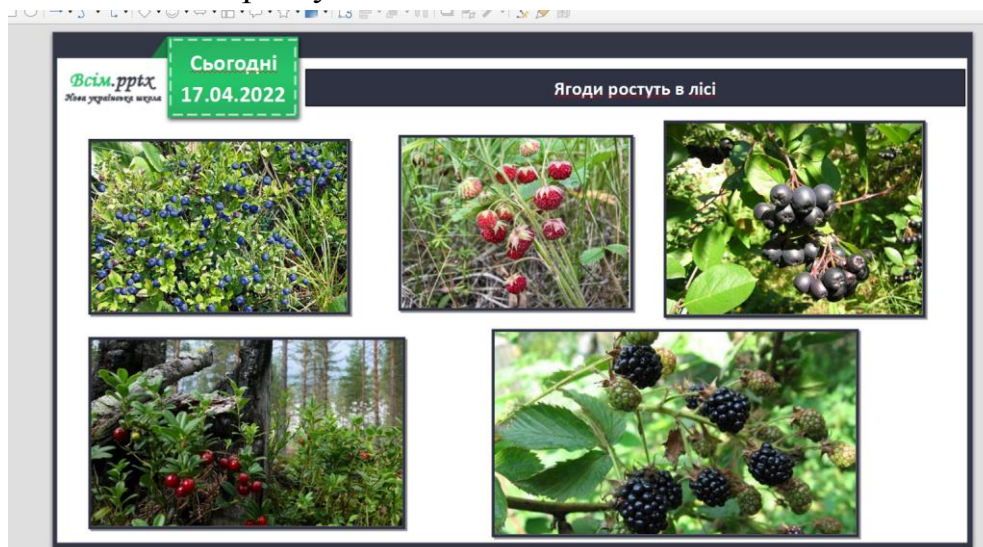 Сьогодні
17.04.2022
Всім.pptx
Нова українська школа
Ягоди ростуть в лісі